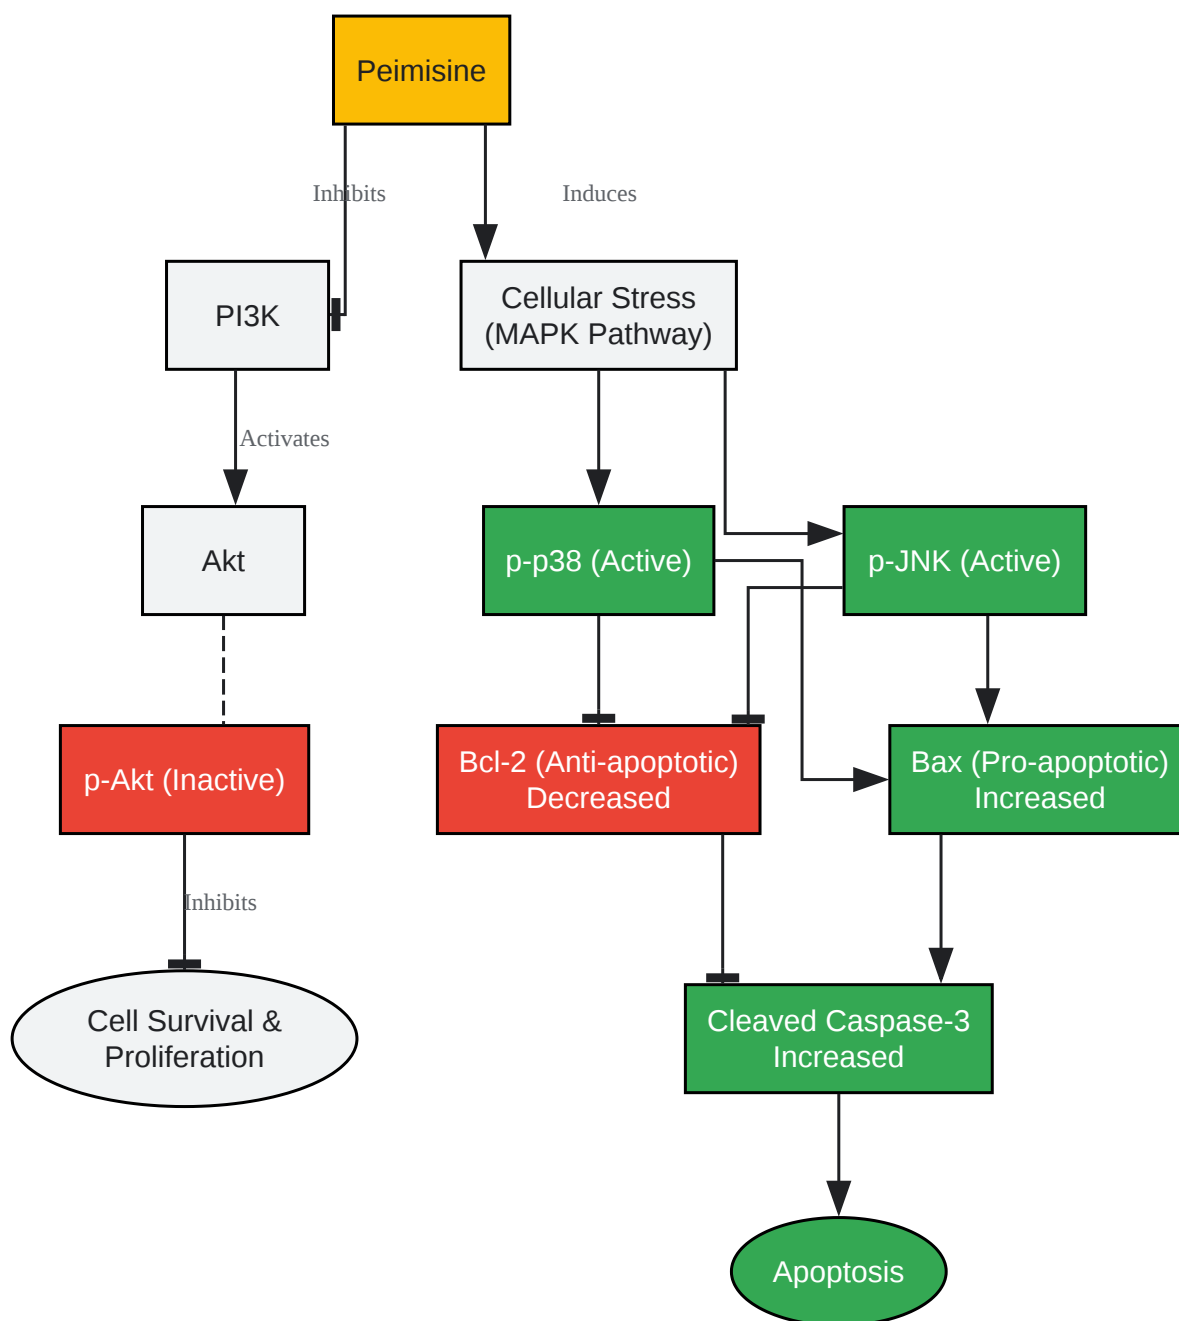 Peimisine
Inhibits
Induces
PI3K
Cellular Stress
(MAPK Pathway)
Activates
Akt
p-p38 (Active)
p-JNK (Active)
p-Akt (Inactive)
Bcl-2 (Anti-apoptotic)
Decreased
Bax (Pro-apoptotic)
Increased
Inhibits
Cell Survival &
Proliferation
Cleaved Caspase-3
Increased
Apoptosis